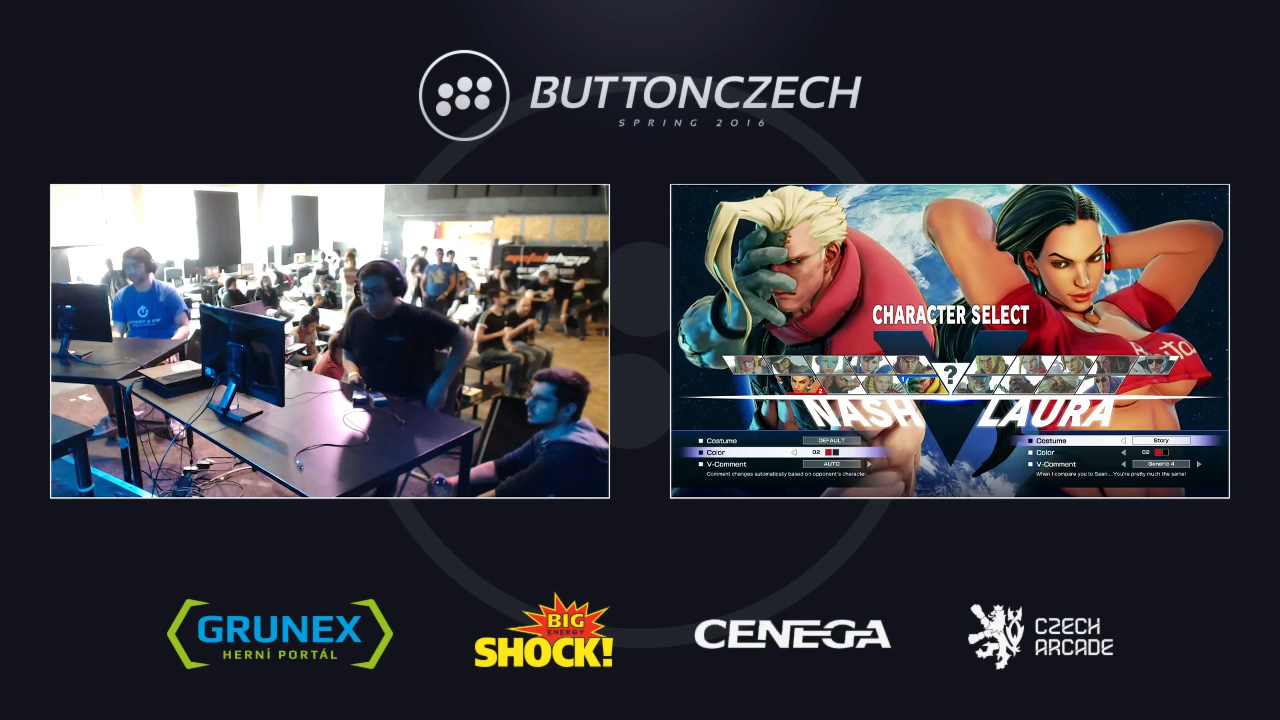 BUTTONCZECH
SPRING 2016
CHARACTER SELECT
?
NASH
LAURA
Costume DEFAULT
Color 02
V-Comment AUTO
Comment changes automatically based on opponent's character
Costume Story
Color 02
V-Comment Generic 4
When I compare you to Sean... You're pretty much the same!
GRUNEX
HERNÍ PORTÁL
BIG
ENERGY
SHOCK!
CENEGA
CZECH
ARCADE